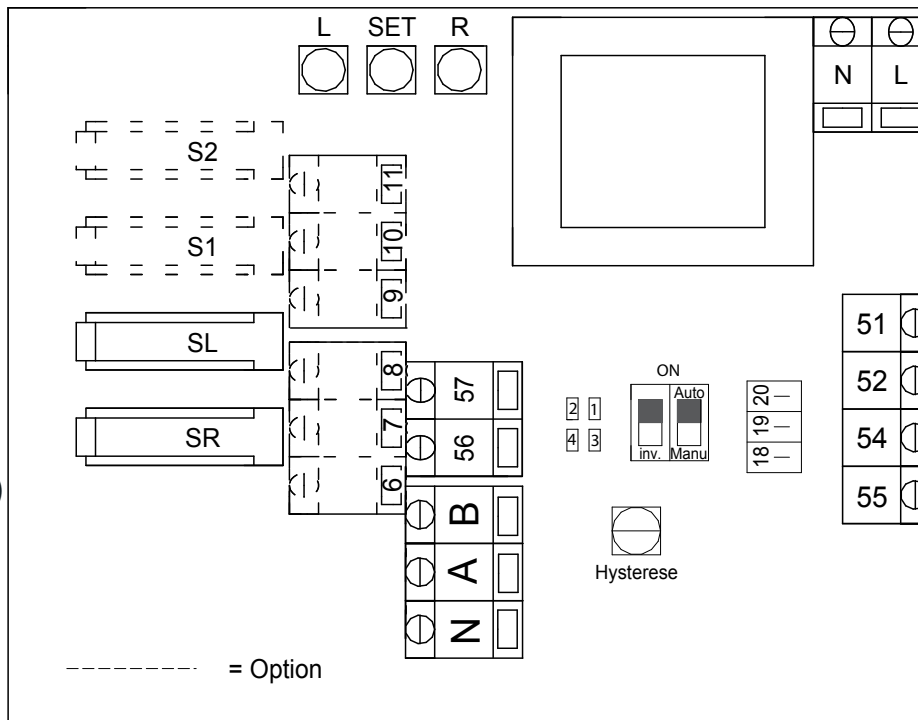 L SET R
N L
S2
S1
SL
SR
11
10
9
8
7
6
57
56
B
A
N
ON
Auto
inv. Manu
2 1
4 3
20
19
18
Hysterese
51
52
54
55
= Option